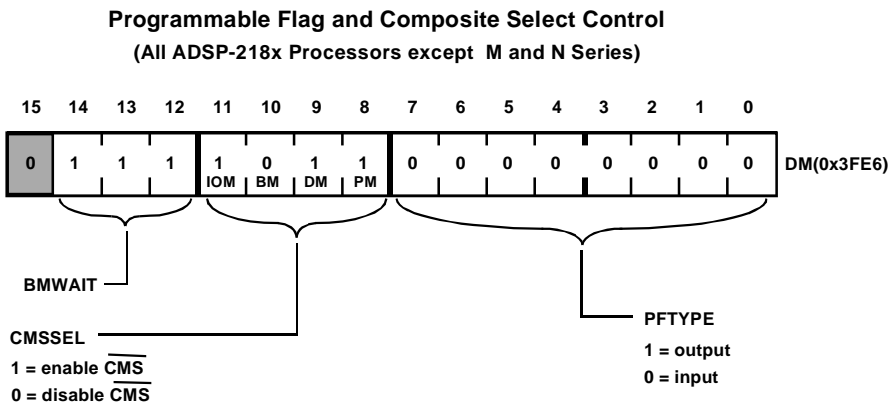 Programmable Flag and Composite Select Control
(All ADSP-218x Processors except M and N Series)
15 14 13 12 11 10 9 8 7 6 5 4 3 2 1 0
0 1 1 1 1 0 1 1 0 0 0 0 0 0 0 0 DM(0x3FE6)
IOM BM DM PM
BMWAIT
CMSSEL
1 = enable CMS
0 = disable CMS
PFTYPE
1 = output
0 = input